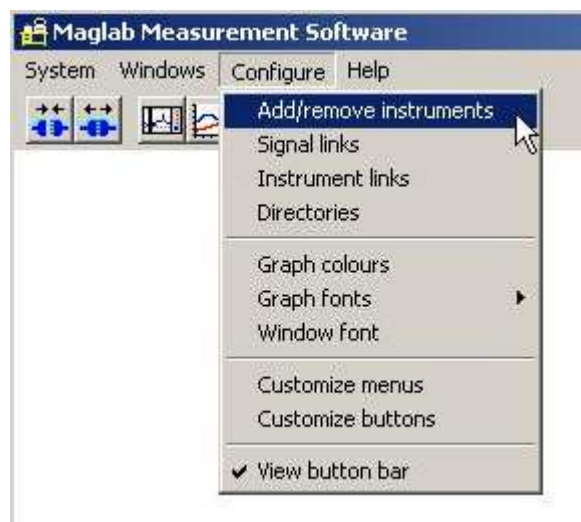 Maglab Measurement Software
System Windows Configure Help
Add/remove instruments
Signal links
Instrument links
Directories
Graph colours
Graph fonts
Window font
Customize menus
Customize buttons
View button bar